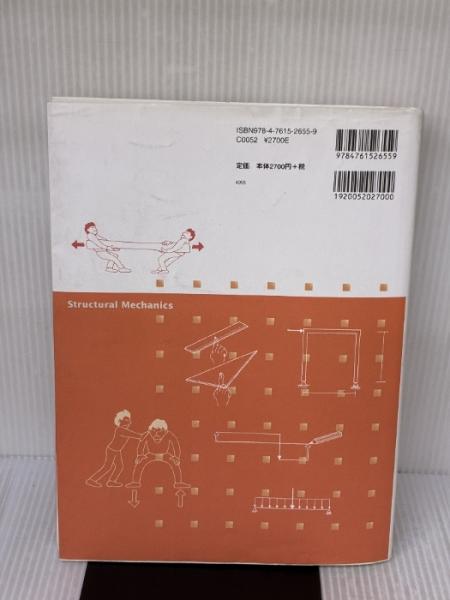 ISBN978-4-7615-2655-9
C0052 ¥2700E
定価 本体2700円+税
9784761526559
1920052027000
Structural Mechanics